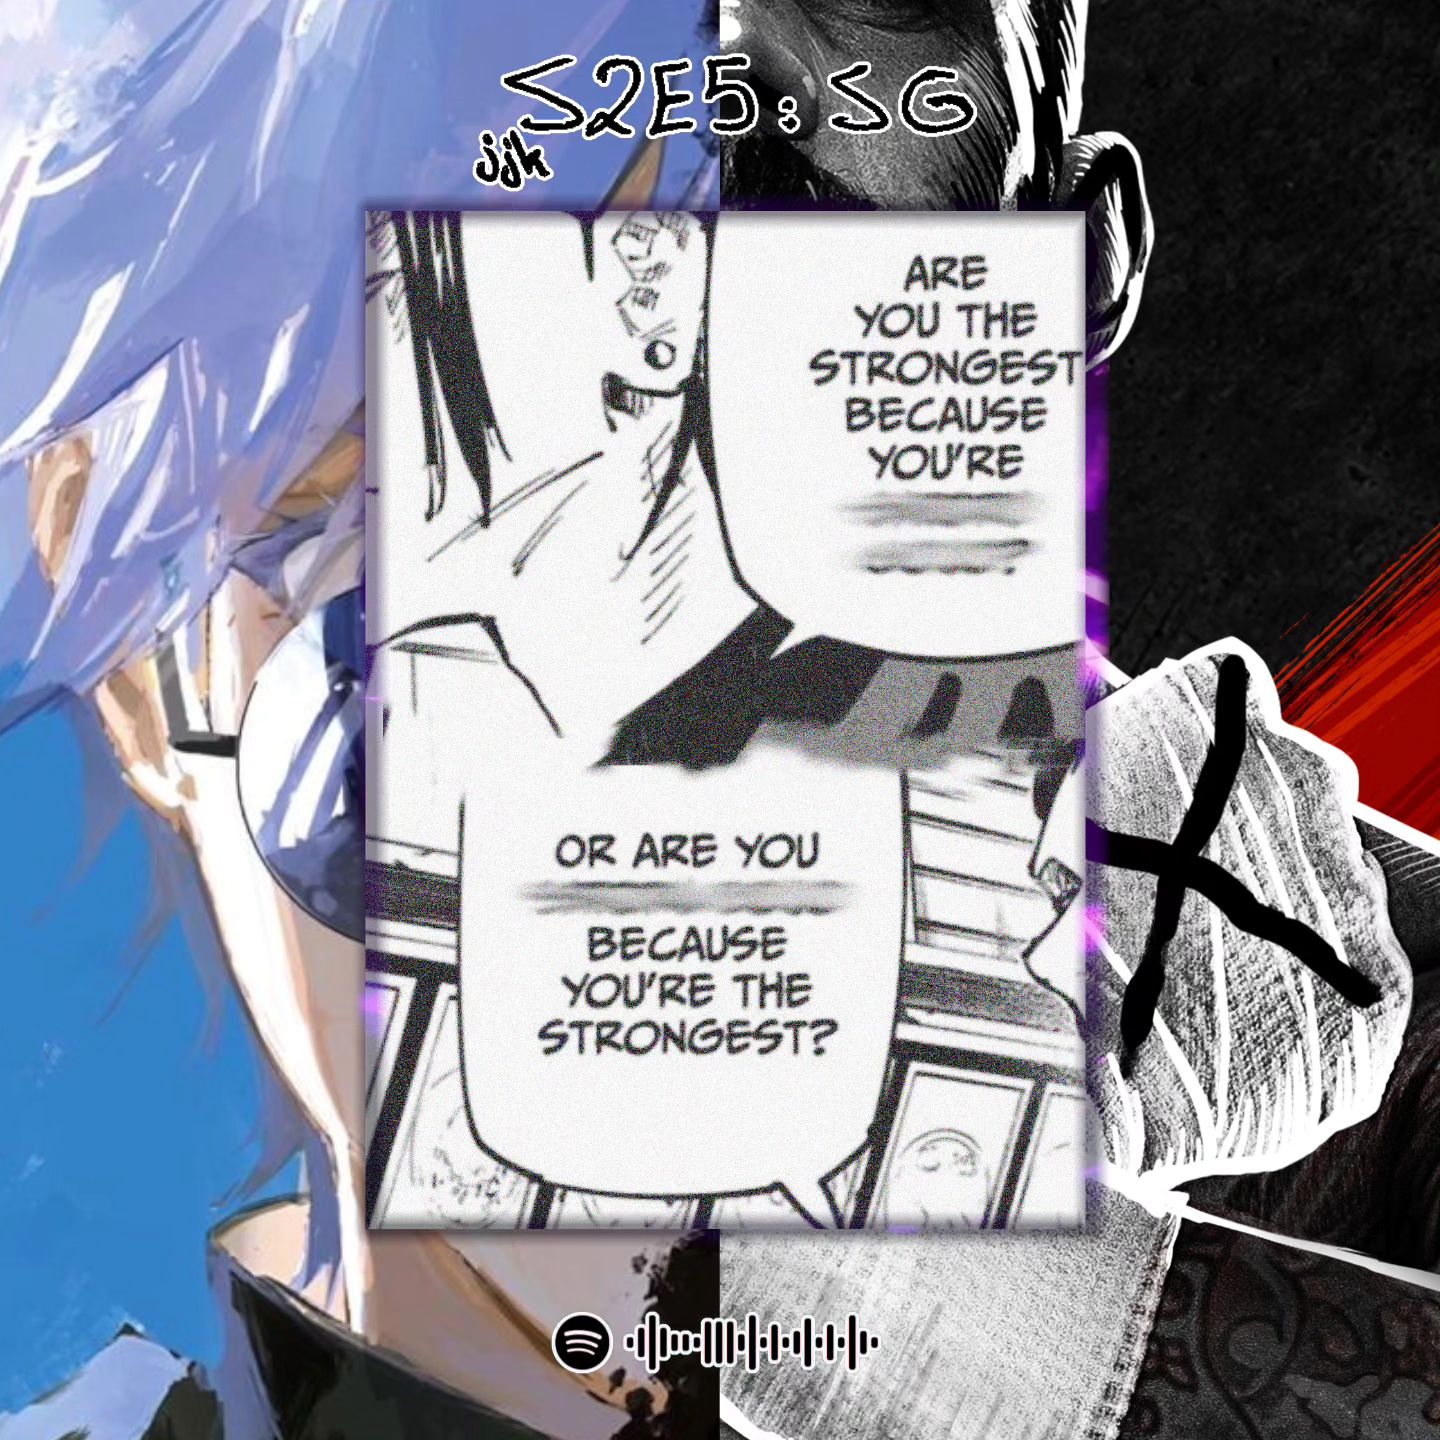 S2E5: SG
jjk
ARE
YOU THE
STRONGEST
BECAUSE
YOU'RE
OR ARE YOU
BECAUSE
YOU'RE THE
STRONGEST?